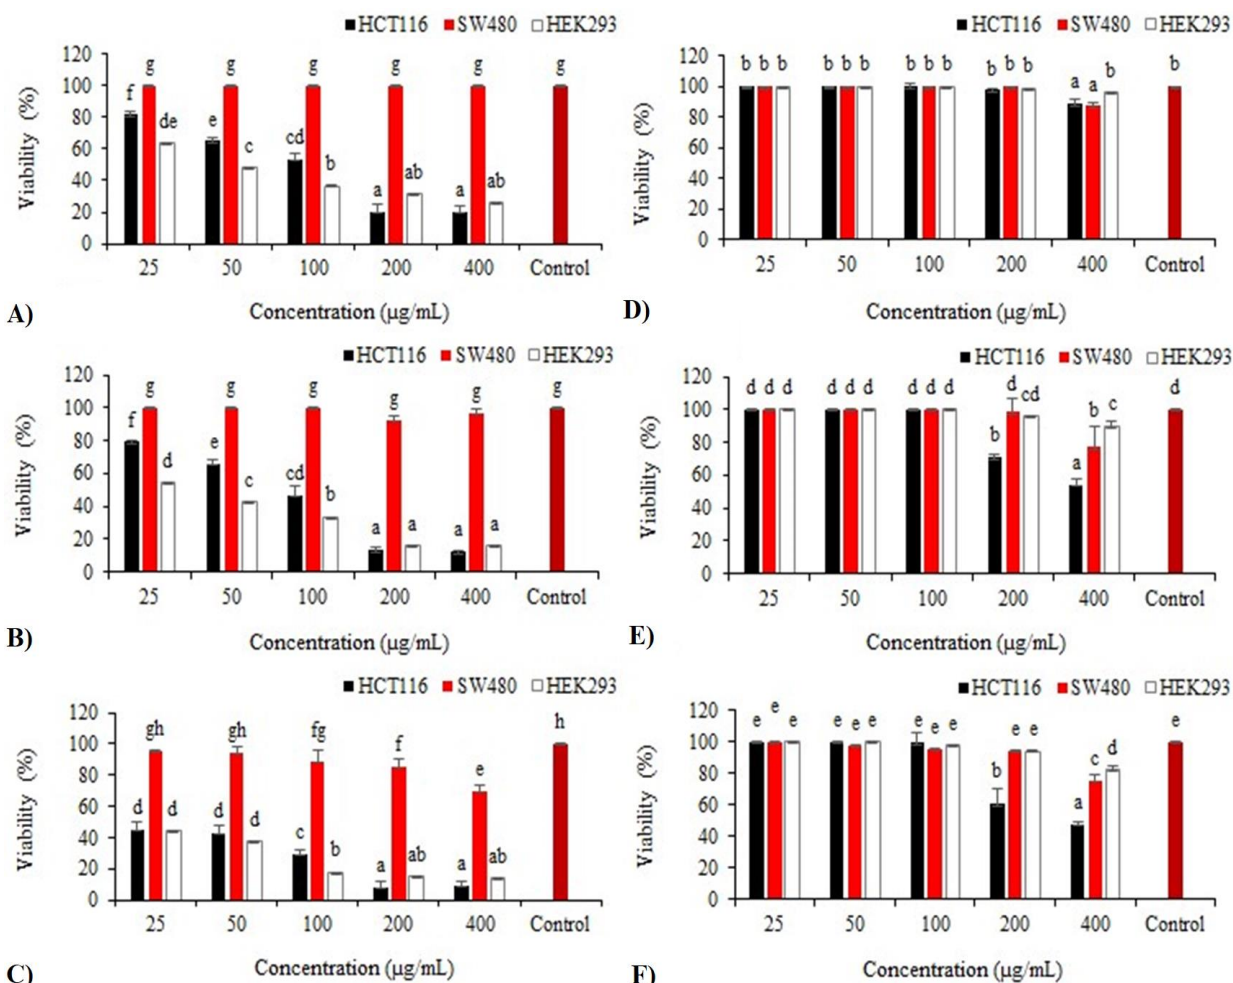 HCT116 SW480 HEK293
120
100
80
60
40
20
0
Viability (%)
f g de
e g c
cd g b
a g ab
a g ab
g
25 50 100 200 400 Control
Concentration (µg/mL)
A)
HCT116 SW480 HEK293
120
100
80
60
40
20
0
Viability (%)
b b b
b b b
b b b
b b b
a a b
b
25 50 100 200 400 Control
Concentration (µg/mL)
D)
HCT116 SW480 HEK293
120
100
80
60
40
20
0
Viability (%)
f g d
e g c
cd g b
a g a
a g a
g
25 50 100 200 400 Control
Concentration (µg/mL)
B)
HCT116 SW480 HEK293
120
100
80
60
40
20
0
Viability (%)
d d d
d d d
d d d
b d cd
a b c
d
25 50 100 200 400 Control
Concentration (µg/mL)
E)
HCT116 SW480 HEK293
120
100
80
60
40
20
0
Viability (%)
d gh d
d gh d
c fg b
a f ab
a e ab
h
25 50 100 200 400 Control
Concentration (µg/mL)
C)
HCT116 SW480 HEK293
120
100
80
60
40
20
0
Viability (%)
e e e
e e e
e e e
b e e
a c d
e
25 50 100 200 400 Control
Concentration (µg/mL)
F)